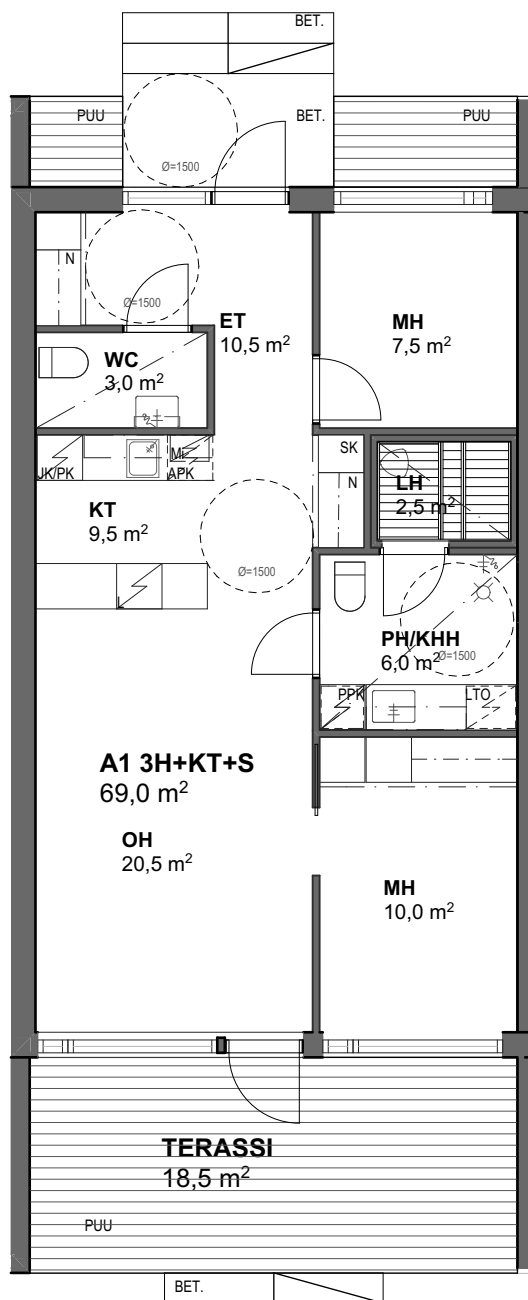 BET.
PUU
BET.
PUU
Ø=1500
N
Ø=1500
ET
10,5 m²
MH
7,5 m²
WC
3,0 m²
JK/PK
APK
KT
9,5 m²
SK
N
LH
2,5 m²
Ø=1500
PH/KHH
6,0 m²
Ø=1500
PPK
LTO
A1 3H+KT+S
69,0 m²
OH
20,5 m²
MH
10,0 m²
TERASSI
18,5 m²
PUU
BET.